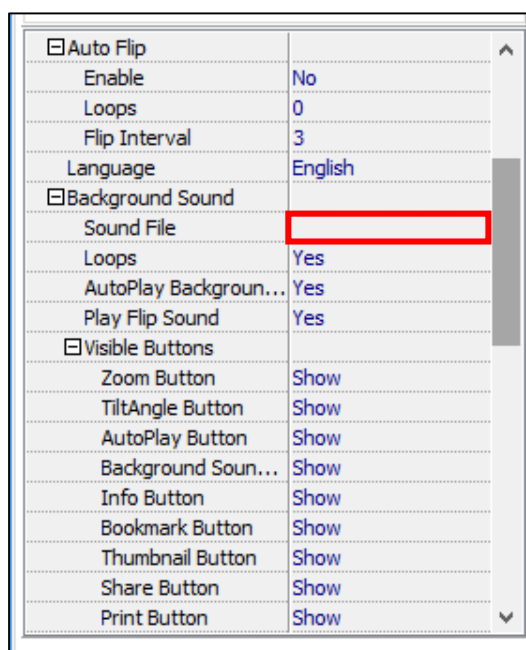 Auto Flip
Enable No
Loops 0
Flip Interval 3
Language English
Background Sound
Sound File
Loops Yes
AutoPlay Backgroun... Yes
Play Flip Sound Yes
Visible Buttons
Zoom Button Show
TiltAngle Button Show
AutoPlay Button Show
Background Soun... Show
Info Button Show
Bookmark Button Show
Thumbnail Button Show
Share Button Show
Print Button Show